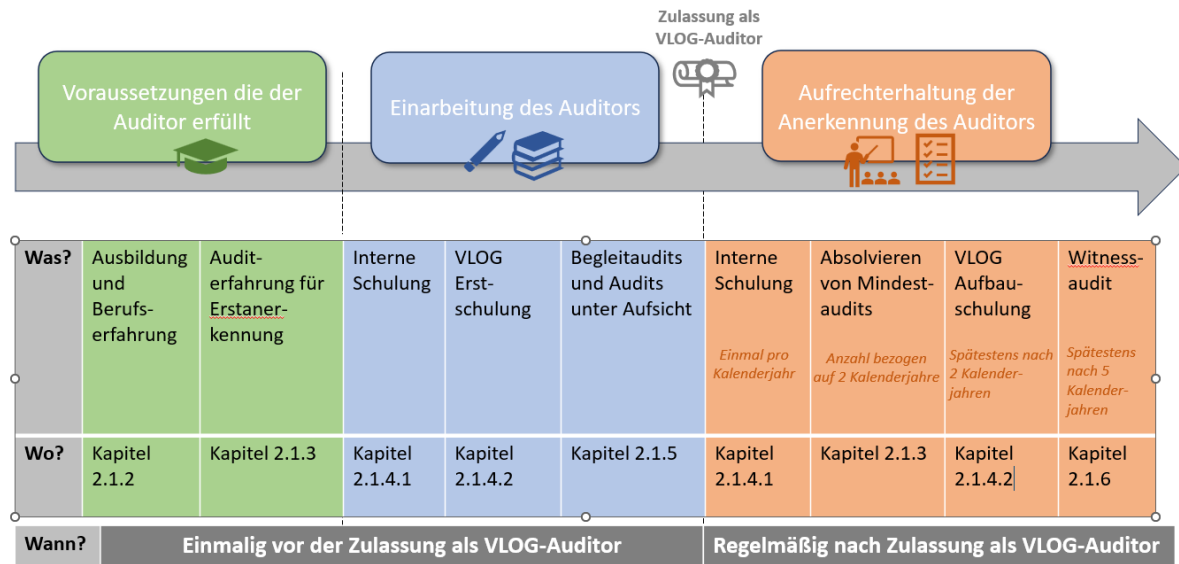 Zulassung als
VLOG-Auditor
Voraussetzungen die der
Auditor erfüllt
Einarbeitung des Auditors
Aufrechterhaltung der
Anerkennung des Auditors
Was?
Ausbildung
und
Berufs-
erfahrung
Audit-
erfahrung für
Erstaner-
kennung
Interne
Schulung
VLOG
Erst-
schulung
Begleitaudits
und Audits
unter Aufsicht
Interne
Schulung
Einmal pro
Kalenderjahr
Absolvieren
von Mindest-
audits
Anzahl bezogen
auf 2 Kalenderjahre
VLOG
Aufbau-
schulung
Spätestens nach
2 Kalender-
jahren
Witness-
audit
Spätestens
nach 5
Kalender-
jahren
Wo?
Kapitel
2.1.2
Kapitel 2.1.3
Kapitel
2.1.4.1
Kapitel
2.1.4.2
Kapitel 2.1.5
Kapitel
2.1.4.1
Kapitel 2.1.3
Kapitel
2.1.4.2
Kapitel
2.1.6
Wann?
Einmalig vor der Zulassung als VLOG-Auditor
Regelmäßig nach Zulassung als VLOG-Auditor